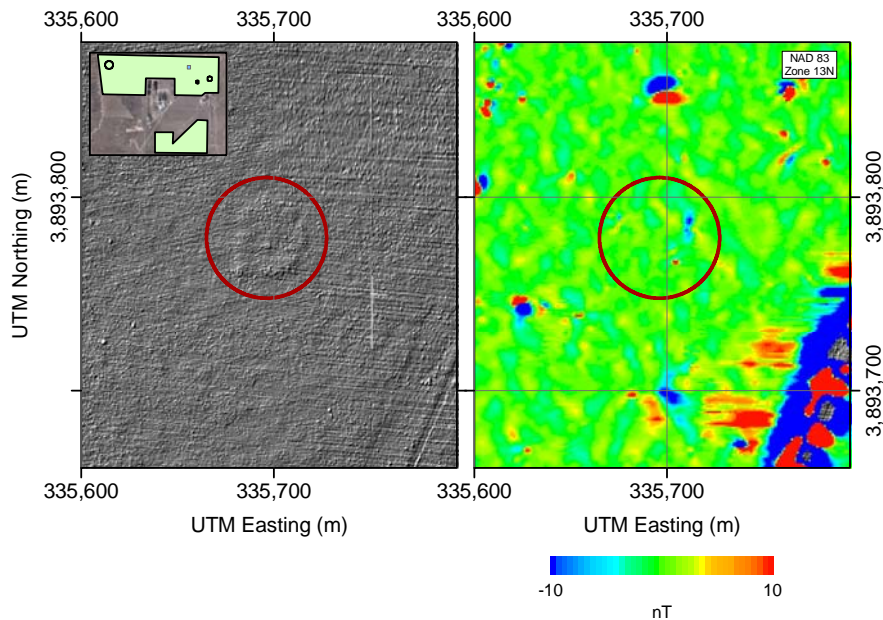 335,600
335,700
335,600
335,700
UTM Northing (m)
3,893,800
3,893,800
3,893,700
NAD 83
Zone 13N
335,600
335,700
335,600
335,700
UTM Easting (m)
UTM Easting (m)
-10
10
nT